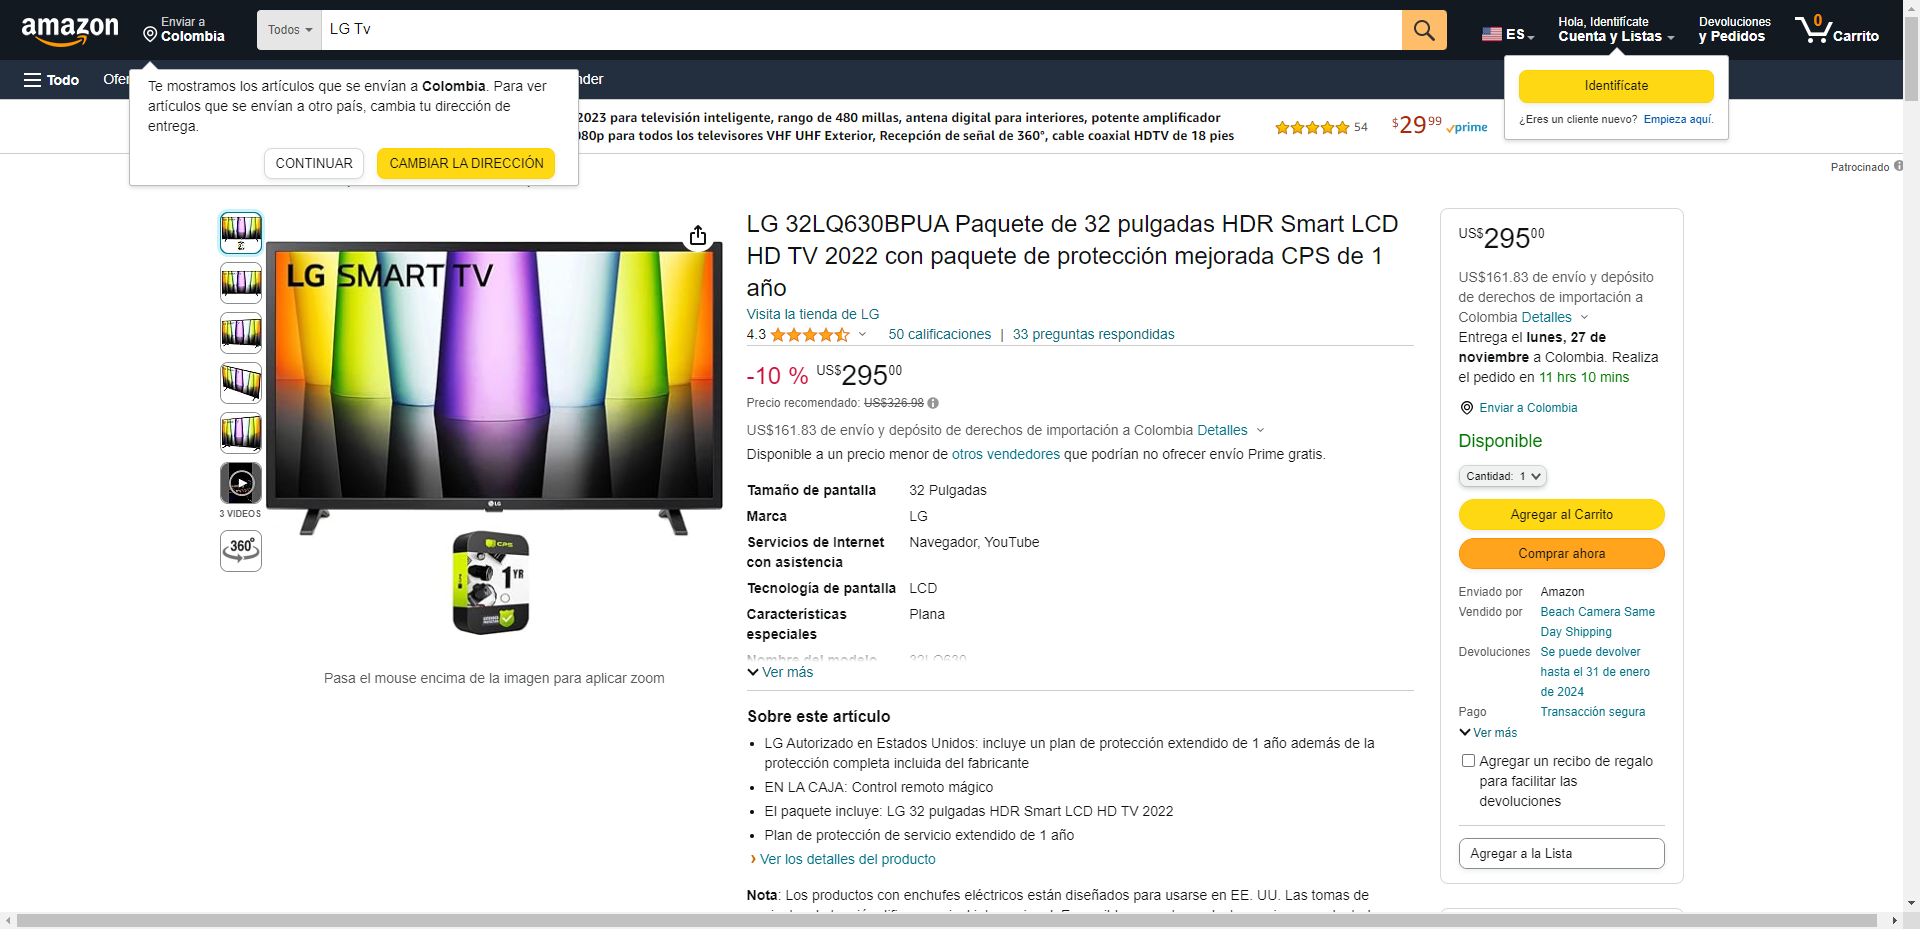 amazon
Enviar a
Colombia
Todos
LG Tv
ES
Hola, Identifícate
Cuenta y Listas
Devoluciones
y Pedidos
0
Carrito
Todo
Te mostramos los artículos que se envían a Colombia. Para ver
artículos que se envían a otro país, cambia tu dirección de
entrega.
CONTINUAR
CAMBIAR LA DIRECCIÓN
Identifícate
¿Eres un cliente nuevo? Empieza aquí.
2023 para televisión inteligente, rango de 480 millas, antena digital para interiores, potente amplificador
para todos los televisores VHF UHF Exterior, Recepción de señal de 360°, cable coaxial HDTV de 18 pies
54
$29⁹⁹
prime
Patrocinado
LG SMART TV
LG
CPS
1 YR
3 VIDEOS
360°
Pasa el mouse encima de la imagen para aplicar zoom
LG 32LQ630BPUA Paquete de 32 pulgadas HDR Smart LCD
HD TV 2022 con paquete de protección mejorada CPS de 1
año
Visita la tienda de LG
4.3
50 calificaciones | 33 preguntas respondidas
-10 % US$295⁰⁰
Precio recomendado: US$326.98
US$161.83 de envío y depósito de derechos de importación a Colombia Detalles
Disponible a un precio menor de otros vendedores que podrían no ofrecer envío Prime gratis.
Tamaño de pantalla 32 Pulgadas
Marca LG
Servicios de Internet Navegador, YouTube
con asistencia
Tecnología de pantalla LCD
Características Plana
especiales
Nombre del modelo 32LQ630
Ver más
Sobre este artículo
• LG Autorizado en Estados Unidos: incluye un plan de protección extendido de 1 año además de la
protección completa incluida del fabricante
• EN LA CAJA: Control remoto mágico
• El paquete incluye: LG 32 pulgadas HDR Smart LCD HD TV 2022
• Plan de protección de servicio extendido de 1 año
› Ver los detalles del producto
Nota: Los productos con enchufes eléctricos están diseñados para usarse en EE. UU. Las tomas de
US$295⁰⁰
US$161.83 de envío y depósito
de derechos de importación a
Colombia Detalles
Entrega el lunes, 27 de
noviembre a Colombia. Realiza
el pedido en 11 hrs 10 mins
Enviar a Colombia
Disponible
Cantidad: 1
Agregar al Carrito
Comprar ahora
Enviado por Amazon
Vendido por Beach Camera Same
Day Shipping
Devoluciones Se puede devolver
hasta el 31 de enero
de 2024
Pago Transacción segura
Ver más
Agregar un recibo de regalo
para facilitar las
devoluciones
Agregar a la Lista